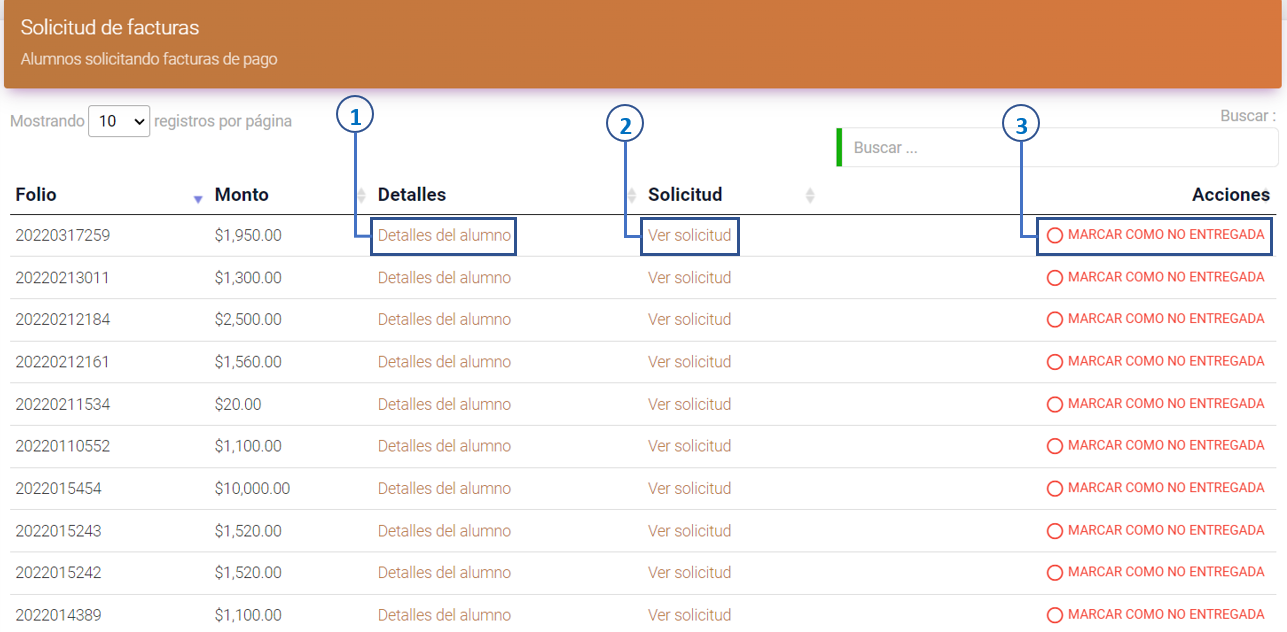 Solicitud de facturas
Alumnos solicitando facturas de pago
Mostrando 10 registros por página
1
2
3
Buscar :
Buscar ...
Folio Monto Detalles Solicitud Acciones
20220317259 $1,950.00 Detalles del alumno Ver solicitud MARCAR COMO NO ENTREGADA
20220213011 $1,300.00 Detalles del alumno Ver solicitud MARCAR COMO NO ENTREGADA
20220212184 $2,500.00 Detalles del alumno Ver solicitud MARCAR COMO NO ENTREGADA
20220212161 $1,560.00 Detalles del alumno Ver solicitud MARCAR COMO NO ENTREGADA
20220211534 $20.00 Detalles del alumno Ver solicitud MARCAR COMO NO ENTREGADA
20220110552 $1,100.00 Detalles del alumno Ver solicitud MARCAR COMO NO ENTREGADA
2022015454 $10,000.00 Detalles del alumno Ver solicitud MARCAR COMO NO ENTREGADA
2022015243 $1,520.00 Detalles del alumno Ver solicitud MARCAR COMO NO ENTREGADA
2022015242 $1,520.00 Detalles del alumno Ver solicitud MARCAR COMO NO ENTREGADA
2022014389 $1,100.00 Detalles del alumno Ver solicitud MARCAR COMO NO ENTREGADA